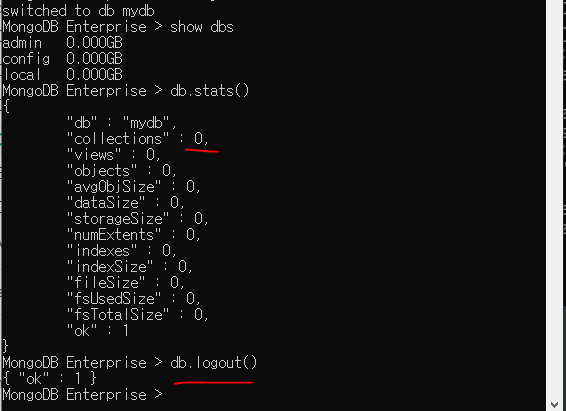 switched to db mydb
MongoDB Enterprise > show dbs
admin   0.000GB
config  0.000GB
local   0.000GB
MongoDB Enterprise > db.stats()
{
        "db" : "mydb",
        "collections" : 0,
        "views" : 0,
        "objects" : 0,
        "avgObjSize" : 0,
        "dataSize" : 0,
        "storageSize" : 0,
        "numExtents" : 0,
        "indexes" : 0,
        "indexSize" : 0,
        "fileSize" : 0,
        "fsUsedSize" : 0,
        "fsTotalSize" : 0,
        "ok" : 1
}
MongoDB Enterprise > db.logout()
{ "ok" : 1 }
MongoDB Enterprise >